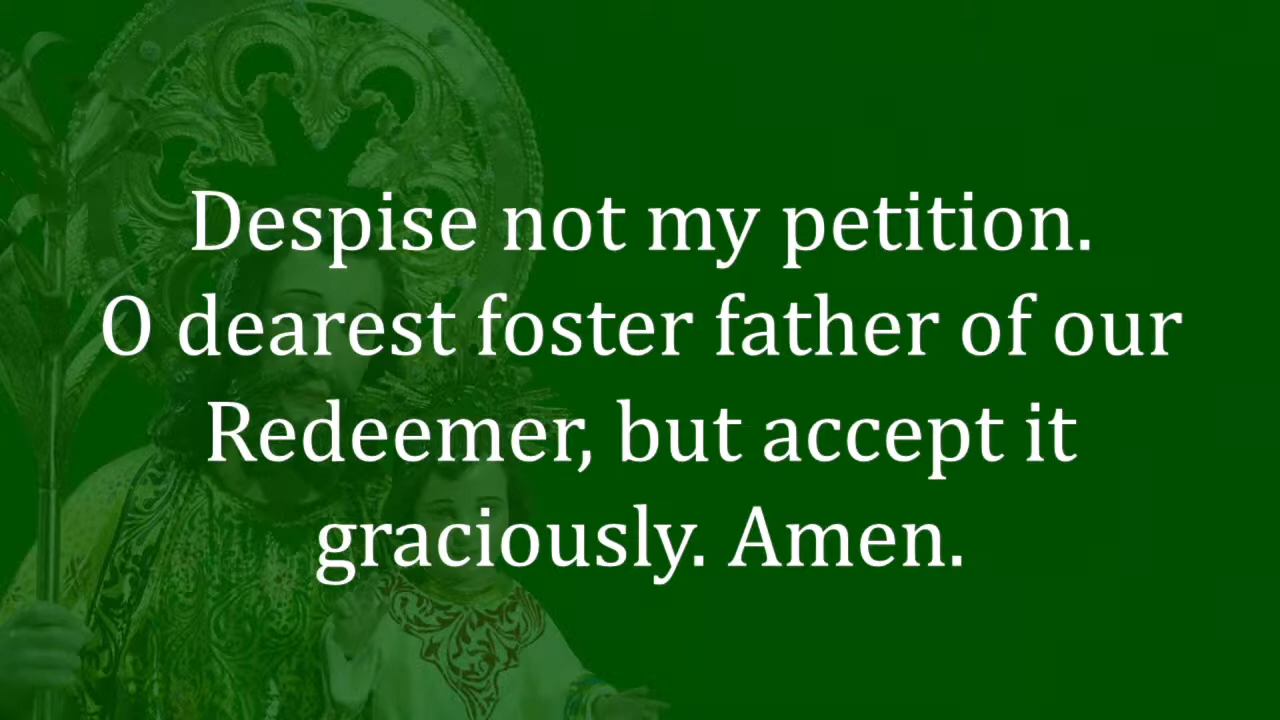 Despise not my petition.
O dearest foster father of our
Redeemer, but accept it
graciously. Amen.